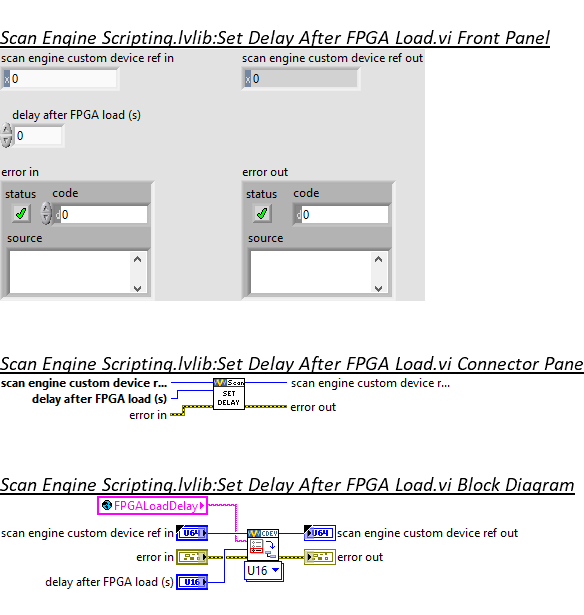 Scan Engine Scripting.lvlib:Set Delay After FPGA Load.vi Front Panel
scan engine custom device ref in
scan engine custom device ref out
x 0
x 0
delay after FPGA load (s)
0
error in
error out
status code
status code
d 0
d 0
source
source
Scan Engine Scripting.lvlib:Set Delay After FPGA Load.vi Connector Pane
scan engine custom device r...
Scan
scan engine custom device r...
delay after FPGA load (s)
SET
DELAY
error in
error out
Scan Engine Scripting.lvlib:Set Delay After FPGA Load.vi Block Diagram
FPGALoadDelay
scan engine custom device ref in
U64
CDEV
U64
scan engine custom device ref out
error in
error out
U16
delay after FPGA load (s)
U16